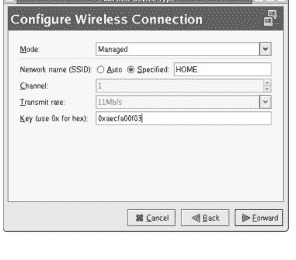 Configure Wireless Connection
Mode: Managed
Network name (SSID): Auto Specified: HOME
Channel: 1
Transmit rate: 11Mb/s
Key (use 0x for hex): 0xaecfa00f03
Cancel Back Forward